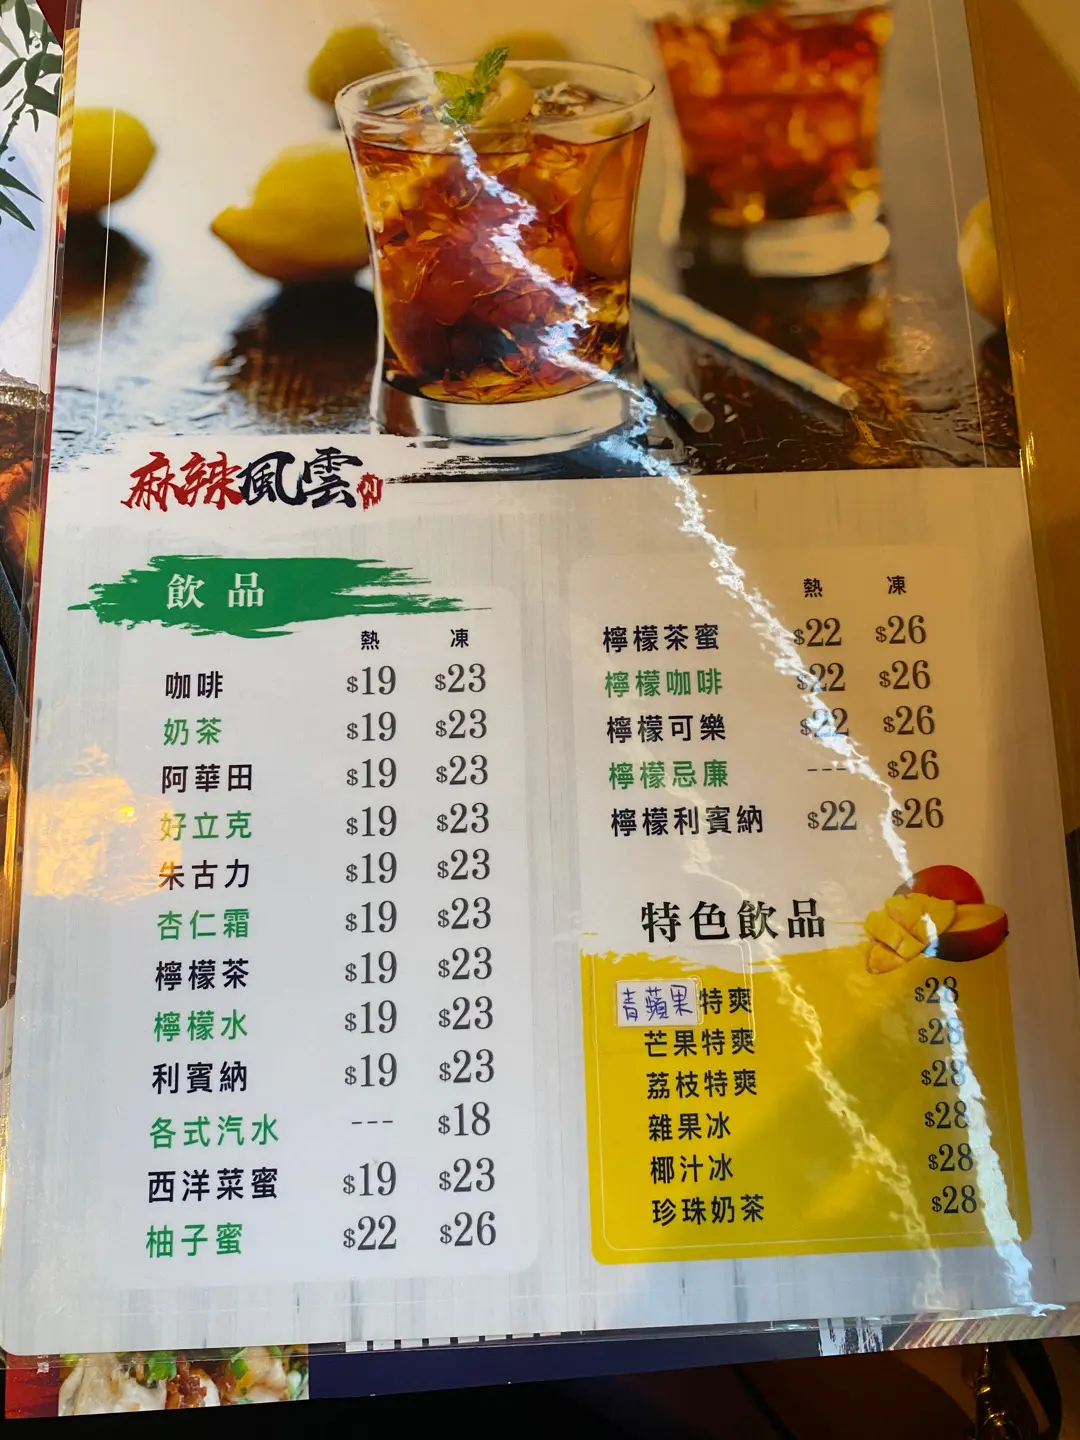 麻辣風雲
飲品
熱 凍
咖啡 $19 $23
奶茶 $19 $23
阿華田 $19 $23
好立克 $19 $23
朱古力 $19 $23
杏仁霜 $19 $23
檸檬茶 $19 $23
檸檬水 $19 $23
利賓納 $19 $23
各式汽水 --- $18
西洋菜蜜 $19 $23
柚子蜜 $22 $26
熱 凍
檸檬茶蜜 $22 $26
檸檬咖啡 $22 $26
檸檬可樂 $22 $26
檸檬忌廉 --- $26
檸檬利賓納 $22 $26
特色飲品
青蘋果特爽 $28
芒果特爽 $28
荔枝特爽 $28
雜果冰 $28
椰汁冰 $28
珍珠奶茶 $28